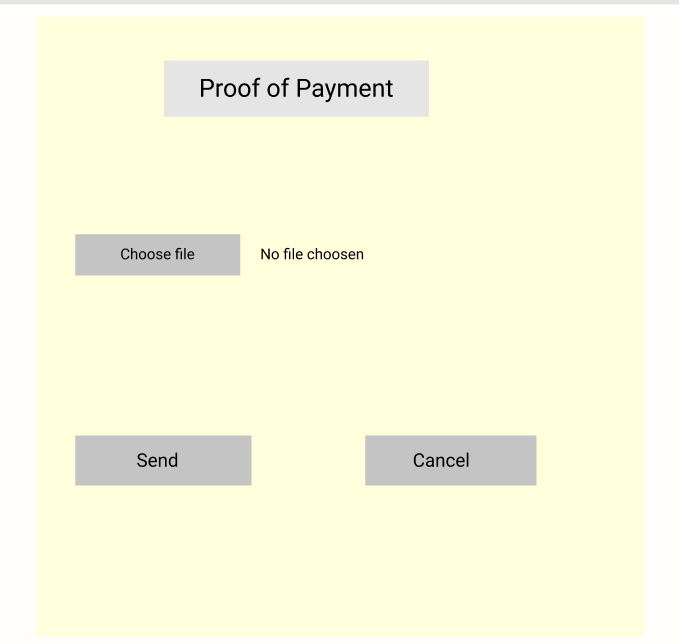 Proof of Payment
Choose file
No file choosen
Send
Cancel